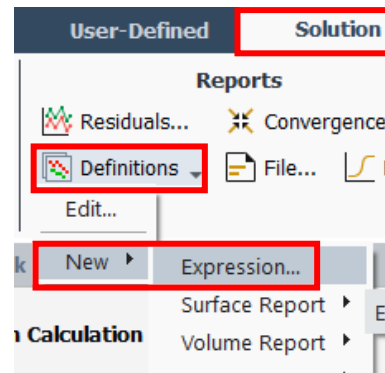 User-Defined Solution
Reports
Residuals... Convergence
Definitions File...
Edit...
New Expression...
Surface Report
Calculation
Volume Report